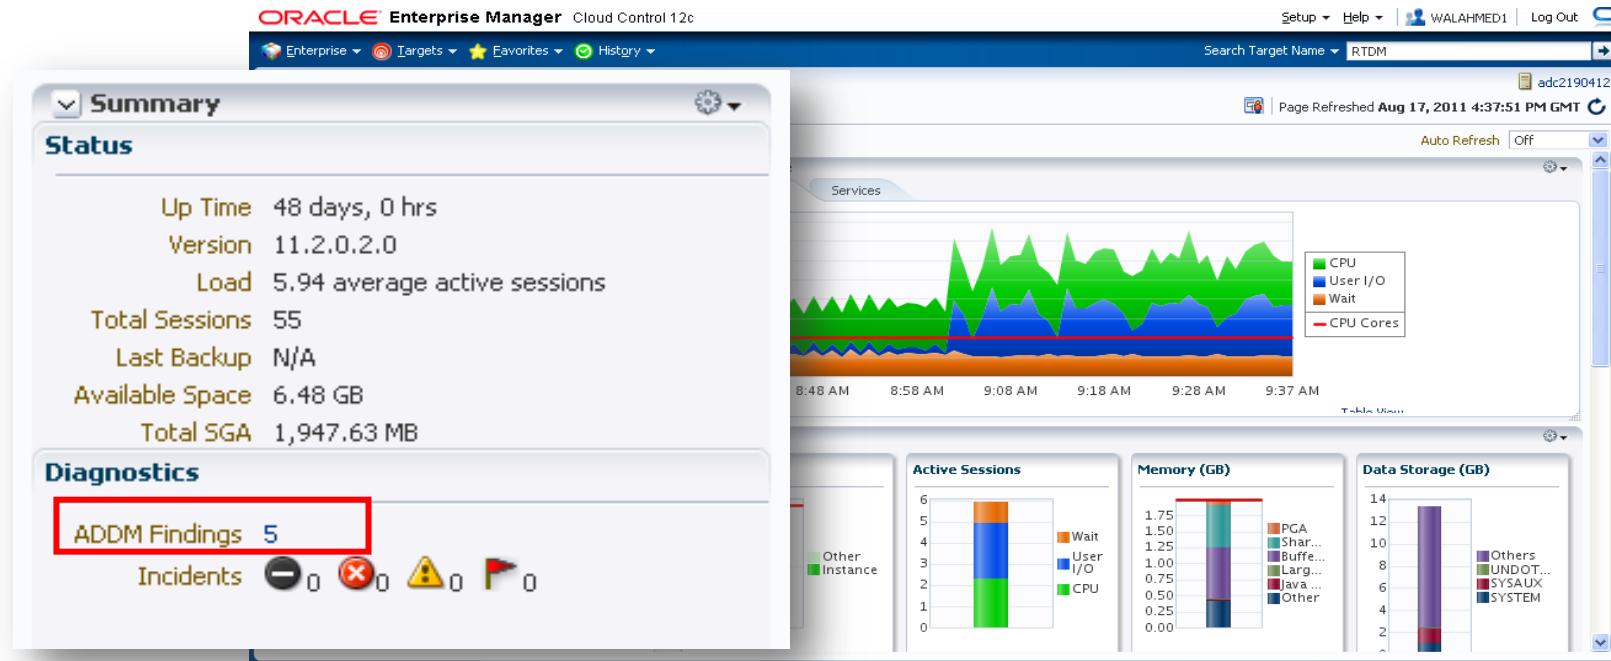 ORACLE Enterprise Manager Cloud Control 12c
Setup Help WALAHMED1 Log Out
Enterprise Targets Favorites History
Search Target Name RTDM
adc2190412
Page Refreshed Aug 17, 2011 4:37:51 PM GMT
Auto Refresh Off
Summary
Status
Up Time 48 days, 0 hrs
Version 11.2.0.2.0
Load 5.94 average active sessions
Total Sessions 55
Last Backup N/A
Available Space 6.48 GB
Total SGA 1,947.63 MB
Diagnostics
ADDM Findings 5
Incidents 0 0 0 0
Services
CPU
User I/O
Wait
CPU Cores
8:48 AM 8:58 AM 9:08 AM 9:18 AM 9:28 AM 9:37 AM
Table View
Other
Instance
Active Sessions
6
5
4
3
2
1
0
Wait
User
I/O
CPU
Memory (GB)
1.75
1.50
1.25
1.00
0.75
0.50
0.25
0.00
PGA
Shar...
Buffe...
Larg...
Java ...
Other
Data Storage (GB)
14
12
10
8
6
4
2
Others
UNDOT...
SYSAUX
SYSTEM